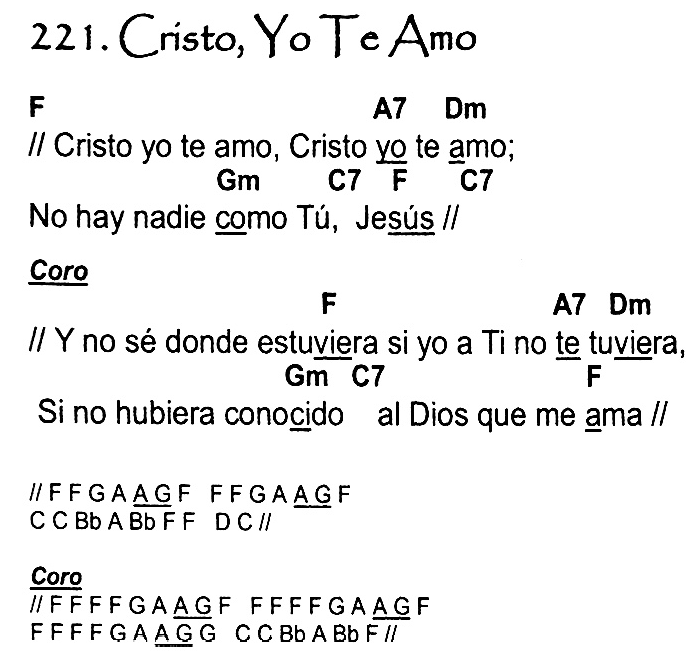 221. Cristo, Yo Te Amo
F A7 Dm
// Cristo yo te amo, Cristo yo te amo;
Gm C7 F C7
No hay nadie como Tú, Jesús //
Coro
F A7 Dm
// Y no sé donde estuviera si yo a Ti no te tuviera,
Gm C7 F
Si no hubiera conocido al Dios que me ama //
// F F G A A G F F F G A A G F
C C Bb A Bb F F D C //
Coro
// F F F F G A A G F F F F F G A A G F
F F F F G A A G G C C Bb A Bb F //